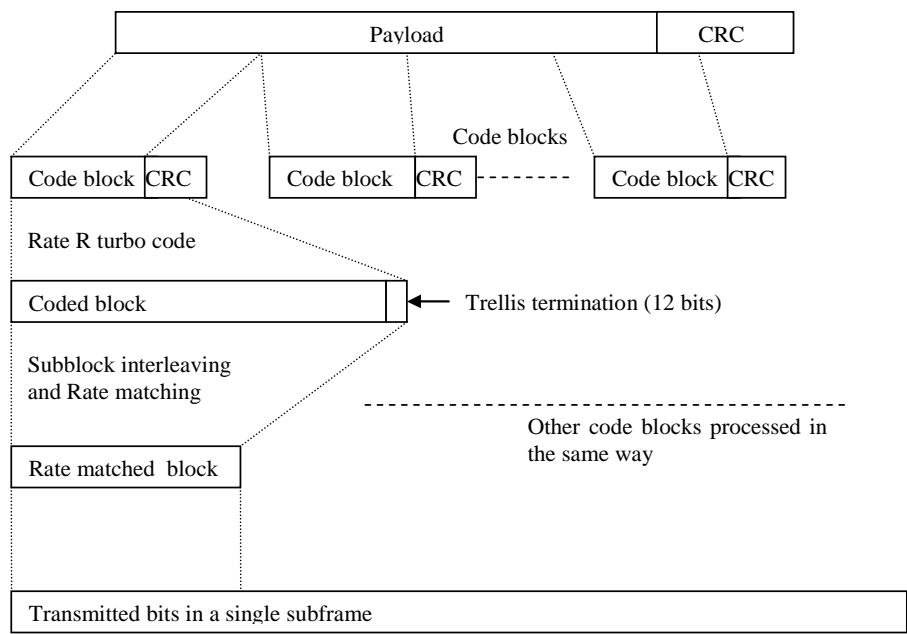 Payload CRC
Code blocks
Code block CRC Code block CRC Code block CRC
Rate R turbo code
Coded block Trellis termination (12 bits)
Subblock interleaving
and Rate matching
Other code blocks processed in
the same way
Rate matched block
Transmitted bits in a single subframe